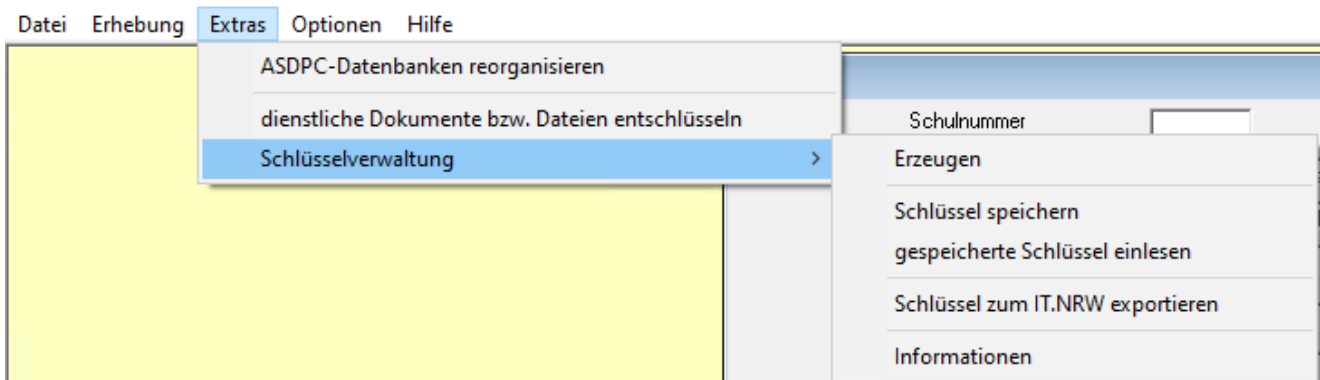 Datei Erhebung Extras Optionen Hilfe
ASDPC-Datenbanken reorganisieren
dienstliche Dokumente bzw. Dateien entschlüsseln
Schulnummer
Schlüsselverwaltung
Erzeugen
Schlüssel speichern
gespeicherte Schlüssel einlesen
Schlüssel zum IT.NRW exportieren
Informationen